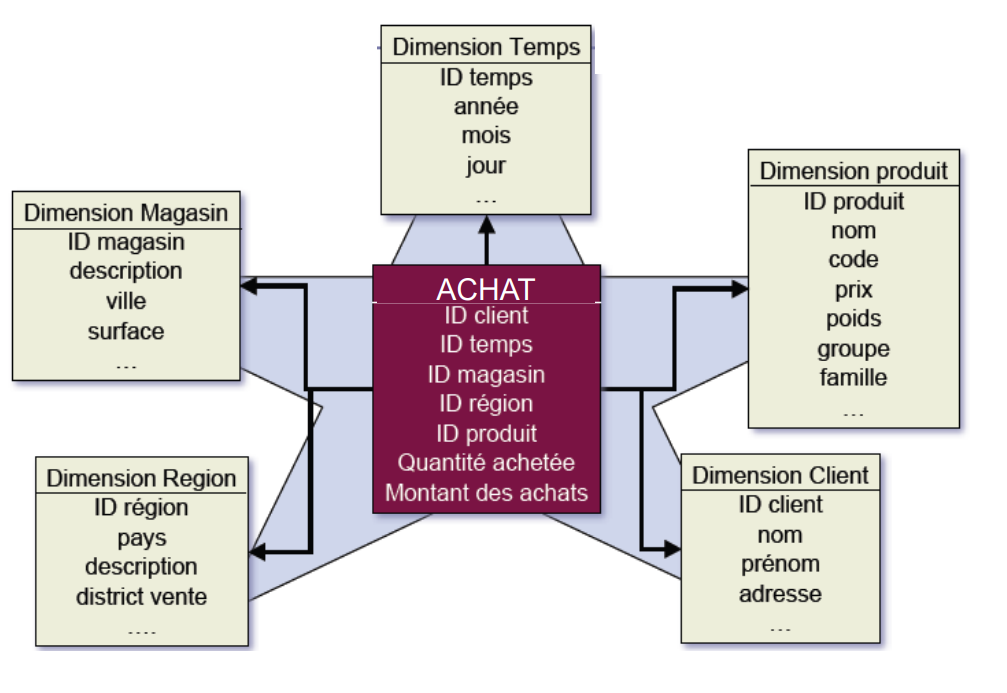 Dimension Temps
ID temps
année
mois
jour
...
Dimension produit
ID produit
nom
code
prix
poids
groupe
famille
...
Dimension Magasin
ID magasin
description
ville
surface
...
ACHAT
ID client
ID temps
ID magasin
ID région
ID produit
Quantité achetée
Montant des achats
Dimension Region
ID région
pays
description
district vente
....
Dimension Client
ID client
nom
prénom
adresse
...